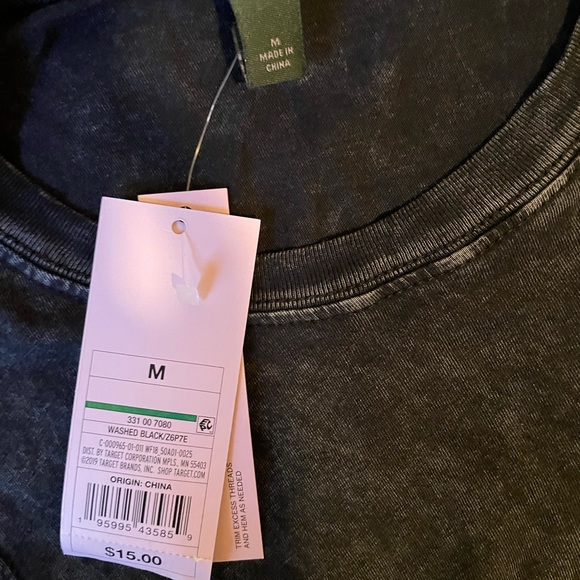 M
MADE IN
CHINA
M
331 00 7080
WASHED BLACK/Z6P7E
C-000965-01-011 WF18_50A01-0025
DIST. BY TARGET CORPORATION MPLS., MN 55403
©2019 TARGET BRANDS, INC. SHOP TARGET.COM
ORIGIN: CHINA
1 95995 43585 9
$15.00
TRIM EXCESS THREADS
AND HEM AS NEEDED